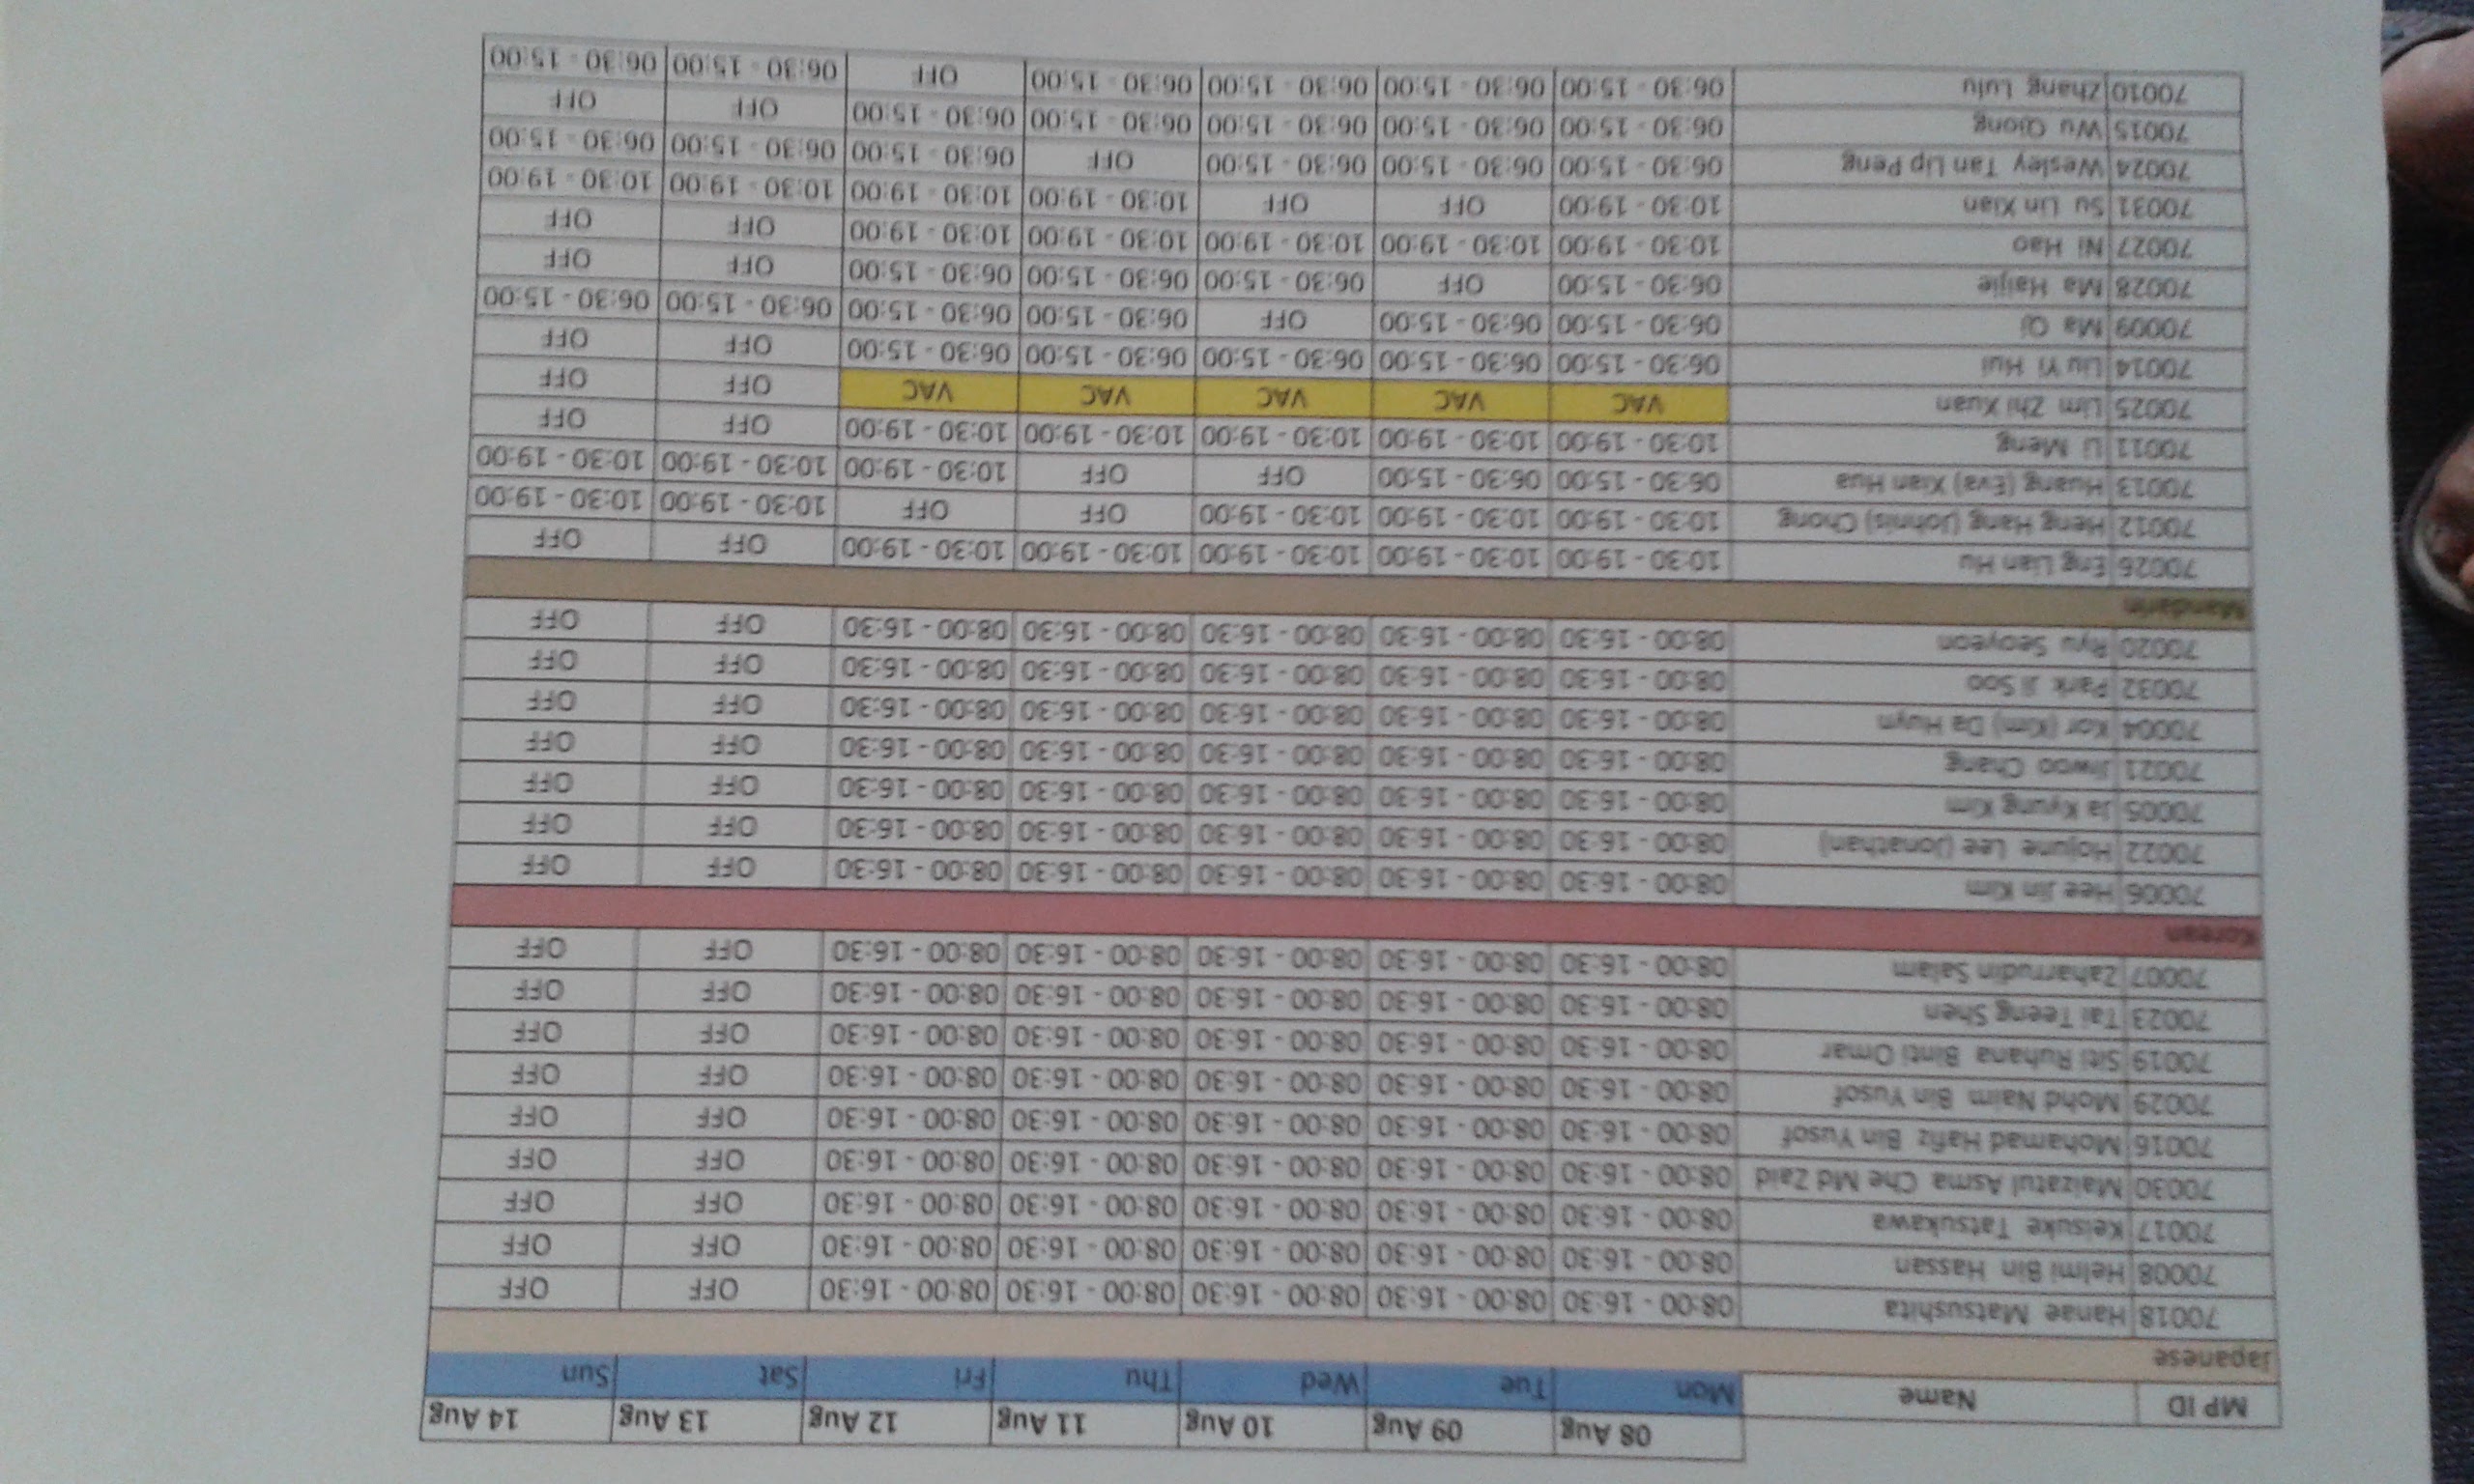 08 Aug 09 Aug 10 Aug 11 Aug 12 Aug 13 Aug 14 Aug
MP ID Name Mon Tue Wed Thu Fri Sat Sun
Japanese
70018 Hanae Matsushita 08:00 - 16:30 08:00 - 16:30 08:00 - 16:30 08:00 - 16:30 08:00 - 16:30 OFF OFF
70008 Helmi Bin Hassan 08:00 - 16:30 08:00 - 16:30 08:00 - 16:30 08:00 - 16:30 08:00 - 16:30 OFF OFF
70017 Keisuke Tatsukawa 08:00 - 16:30 08:00 - 16:30 08:00 - 16:30 08:00 - 16:30 08:00 - 16:30 OFF OFF
70030 Maizatul Asma Che Md Zaid 08:00 - 16:30 08:00 - 16:30 08:00 - 16:30 08:00 - 16:30 08:00 - 16:30 OFF OFF
70016 Mohamad Hafiz Bin Yusof 08:00 - 16:30 08:00 - 16:30 08:00 - 16:30 08:00 - 16:30 08:00 - 16:30 OFF OFF
70029 Mohd Naim Bin Yusof 08:00 - 16:30 08:00 - 16:30 08:00 - 16:30 08:00 - 16:30 08:00 - 16:30 OFF OFF
70019 Siti Ruhana Binti Omar 08:00 - 16:30 08:00 - 16:30 08:00 - 16:30 08:00 - 16:30 08:00 - 16:30 OFF OFF
70023 Tai Teeng Shen 08:00 - 16:30 08:00 - 16:30 08:00 - 16:30 08:00 - 16:30 08:00 - 16:30 OFF OFF
70007 Zaharrudin Salam 08:00 - 16:30 08:00 - 16:30 08:00 - 16:30 08:00 - 16:30 08:00 - 16:30 OFF OFF
Korean
70006 Hee Jin Kim 08:00 - 16:30 08:00 - 16:30 08:00 - 16:30 08:00 - 16:30 08:00 - 16:30 OFF OFF
70022 Hojune Lee (Jonathan) 08:00 - 16:30 08:00 - 16:30 08:00 - 16:30 08:00 - 16:30 08:00 - 16:30 OFF OFF
70005 Ja Kyung Kim 08:00 - 16:30 08:00 - 16:30 08:00 - 16:30 08:00 - 16:30 08:00 - 16:30 OFF OFF
70021 Jiwoo Chang 08:00 - 16:30 08:00 - 16:30 08:00 - 16:30 08:00 - 16:30 08:00 - 16:30 OFF OFF
70004 Kor (Kim) Da Huyn 08:00 - 16:30 08:00 - 16:30 08:00 - 16:30 08:00 - 16:30 08:00 - 16:30 OFF OFF
70032 Park Ji Soo 08:00 - 16:30 08:00 - 16:30 08:00 - 16:30 08:00 - 16:30 08:00 - 16:30 OFF OFF
70020 Ryu Seoyeon 08:00 - 16:30 08:00 - 16:30 08:00 - 16:30 08:00 - 16:30 08:00 - 16:30 OFF OFF
Mandarin
70026 Eng Lian Hu 10:30 - 19:00 10:30 - 19:00 10:30 - 19:00 10:30 - 19:00 10:30 - 19:00 OFF OFF
70012 Heng Hang (Johnis) Chong 10:30 - 19:00 10:30 - 19:00 10:30 - 19:00 OFF OFF 10:30 - 19:00 10:30 - 19:00
70013 Huang (Eva) Xian Hua 06:30 - 15:00 06:30 - 15:00 OFF OFF 10:30 - 19:00 10:30 - 19:00 10:30 - 19:00
70011 Li Meng 10:30 - 19:00 10:30 - 19:00 10:30 - 19:00 10:30 - 19:00 10:30 - 19:00 OFF OFF
70025 Lim Zhi Xuan VAC VAC VAC VAC VAC OFF OFF
70014 Liu Yi Hui 06:30 - 15:00 06:30 - 15:00 06:30 - 15:00 06:30 - 15:00 06:30 - 15:00 OFF OFF
70009 Ma Qi 06:30 - 15:00 06:30 - 15:00 OFF 06:30 - 15:00 06:30 - 15:00 06:30 - 15:00 06:30 - 15:00
70028 Ma Haijie 06:30 - 15:00 OFF 06:30 - 15:00 06:30 - 15:00 06:30 - 15:00 OFF OFF
70027 Ni Hao 10:30 - 19:00 10:30 - 19:00 10:30 - 19:00 10:30 - 19:00 10:30 - 19:00 OFF OFF
70031 Su Lin Xian 10:30 - 19:00 OFF OFF 10:30 - 19:00 10:30 - 19:00 10:30 - 19:00 10:30 - 19:00
70024 Wesley Tan Lip Peng 06:30 - 15:00 06:30 - 15:00 06:30 - 15:00 OFF 06:30 - 15:00 06:30 - 15:00 06:30 - 15:00
70015 Wu Qiong 06:30 - 15:00 06:30 - 15:00 06:30 - 15:00 06:30 - 15:00 06:30 - 15:00 OFF OFF
70010 Zhang Lulu 06:30 - 15:00 06:30 - 15:00 06:30 - 15:00 06:30 - 15:00 OFF 06:30 - 15:00 06:30 - 15:00